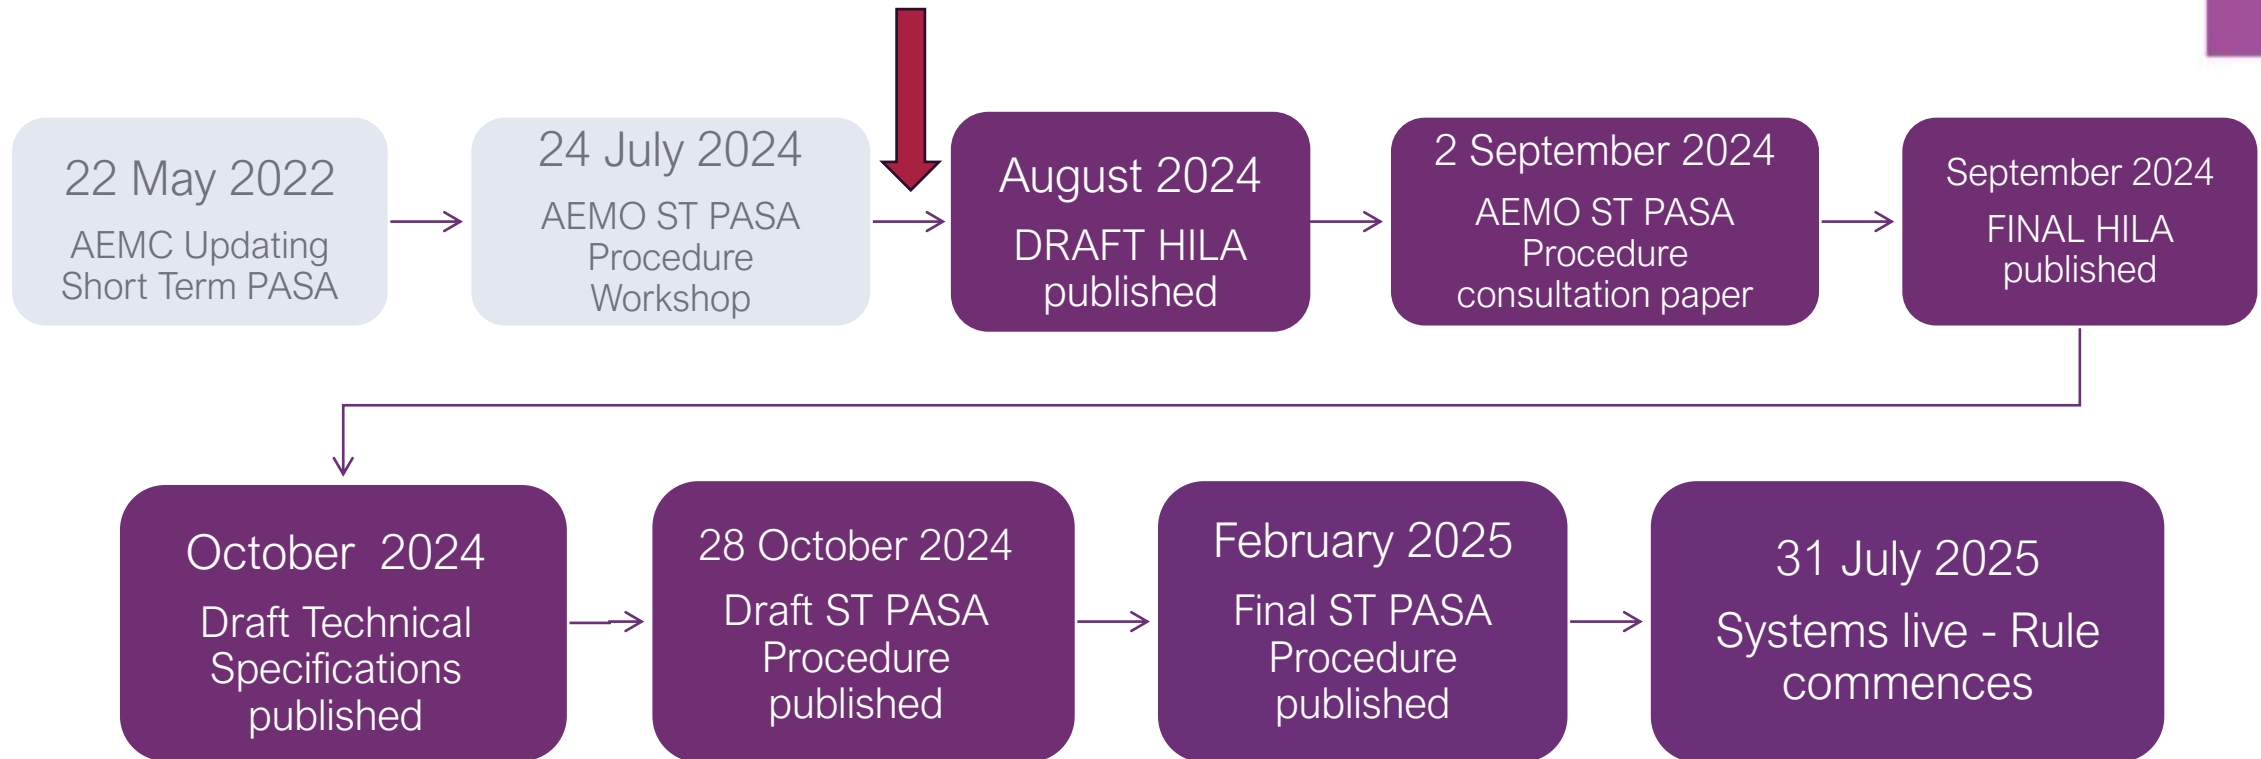 22 May 2022
AEMC Updating
Short Term PASA
24 July 2024
AEMO ST PASA
Procedure
Workshop
August 2024
DRAFT HILA
published
2 September 2024
AEMO ST PASA
Procedure
consultation paper
September 2024
FINAL HILA
published
October 2024
Draft Technical
Specifications
published
28 October 2024
Draft ST PASA
Procedure
published
February 2025
Final ST PASA
Procedure
published
31 July 2025
Systems live - Rule
commences